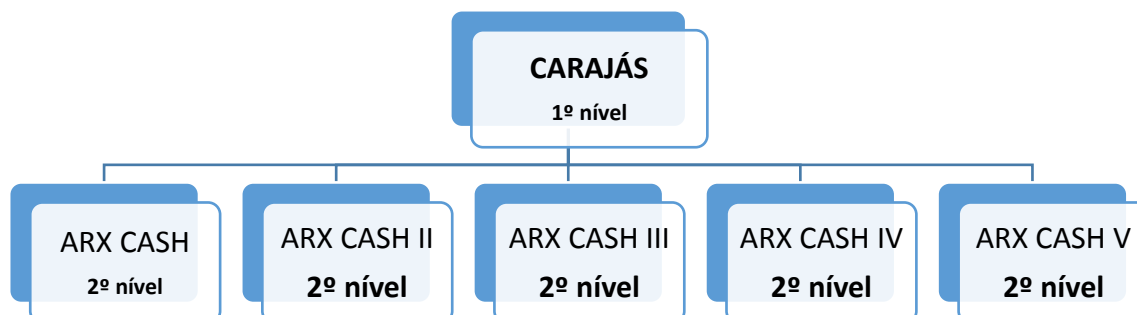 CARAJÁS
1º nível
ARX CASH
2º nível
ARX CASH II
2º nível
ARX CASH III
2º nível
ARX CASH IV
2º nível
ARX CASH V
2º nível